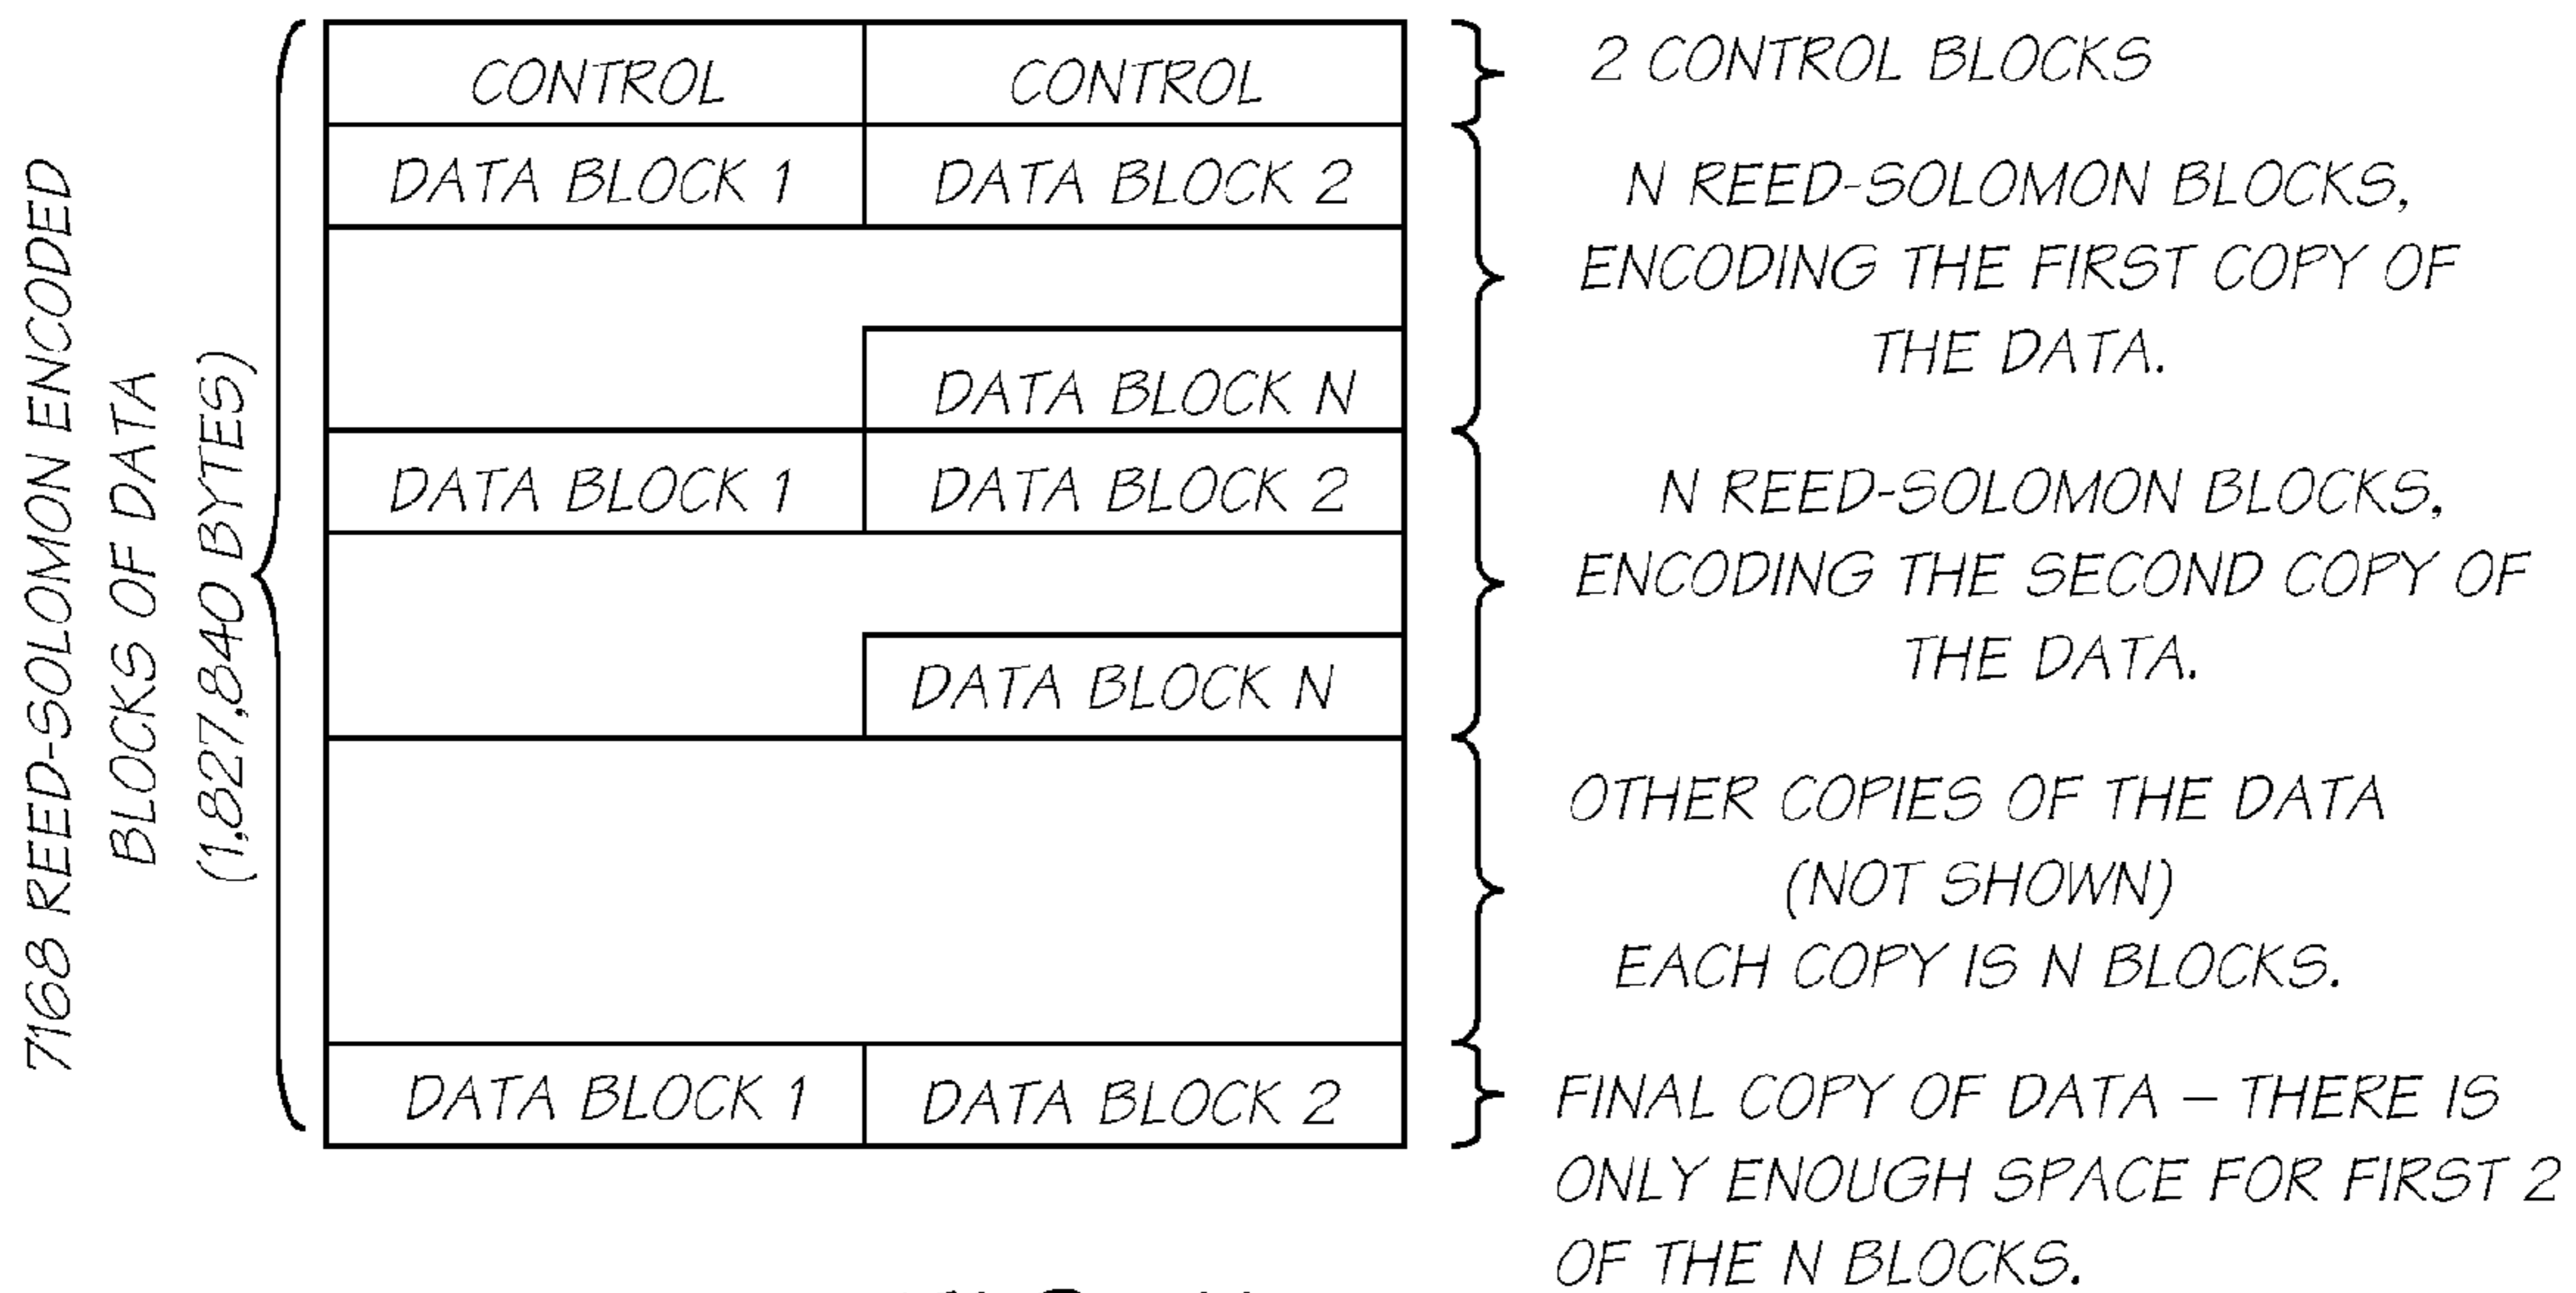 7168 REED-SOLOMON ENCODED
BLOCKS OF DATA
(1,827,840 BYTES)
CONTROL CONTROL
2 CONTROL BLOCKS
DATA BLOCK 1 DATA BLOCK 2
DATA BLOCK N
N REED-SOLOMON BLOCKS,
ENCODING THE FIRST COPY OF
THE DATA.
DATA BLOCK 1 DATA BLOCK 2
DATA BLOCK N
N REED-SOLOMON BLOCKS,
ENCODING THE SECOND COPY OF
THE DATA.
OTHER COPIES OF THE DATA
(NOT SHOWN)
EACH COPY IS N BLOCKS.
DATA BLOCK 1 DATA BLOCK 2
FINAL COPY OF DATA – THERE IS
ONLY ENOUGH SPACE FOR FIRST 2
OF THE N BLOCKS.